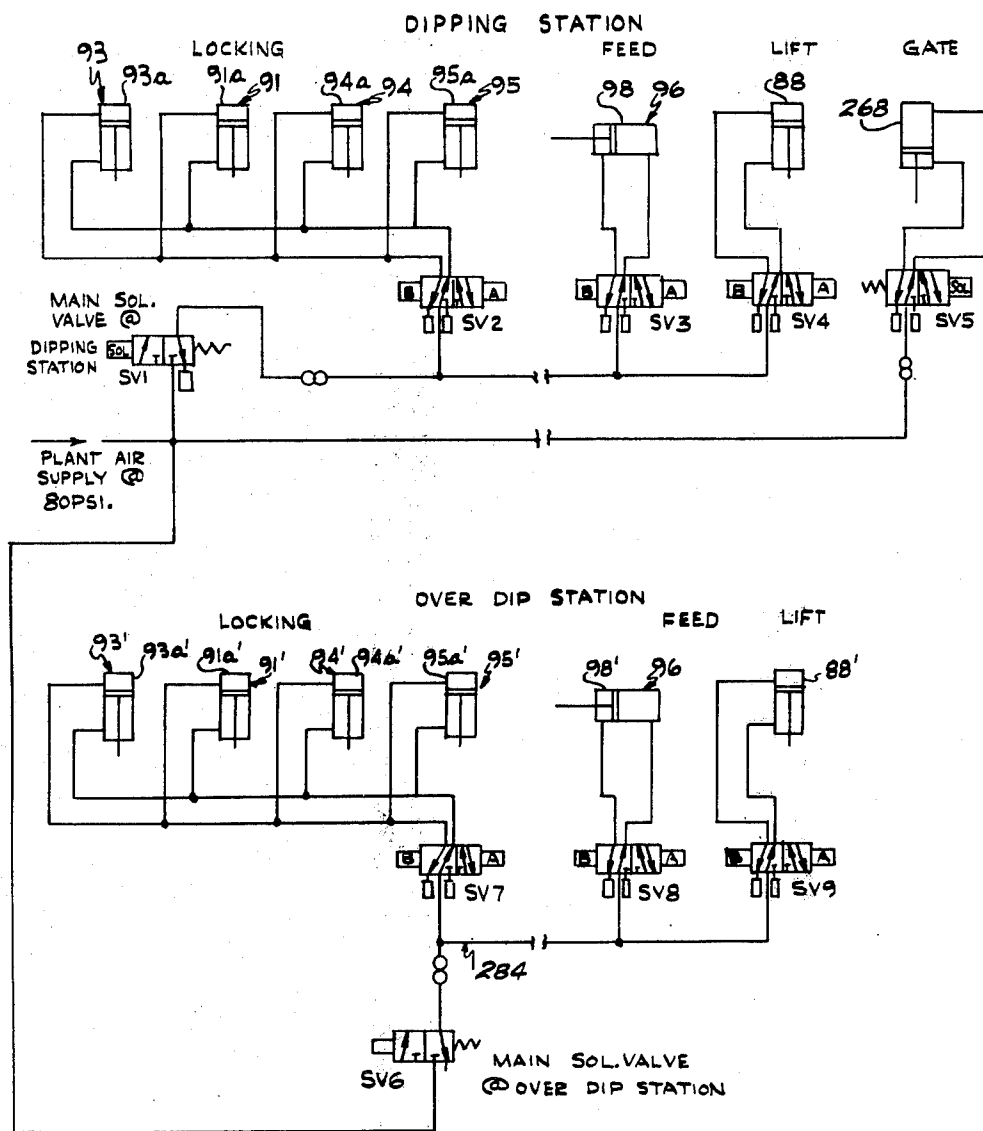 DIPPING STATION
LOCKING
FEED
LIFT
GATE
93
93a
91a
91
94a
94
95a
95
98
96
88
268
B
A
SV2
B
A
SV3
B
A
SV4
SOL
SV5
MAIN SOL.
VALVE @
DIPPING
STATION
SOL
SV1
PLANT AIR
SUPPLY @
80PSI.
OVER DIP STATION
LOCKING
FEED
LIFT
93'
93a'
91a'
91'
94'
94a'
95a'
95'
98'
96
88'
B
A
SV7
B
A
SV8
B
A
SV9
284
SV6
MAIN SOL. VALVE
@ OVER DIP STATION